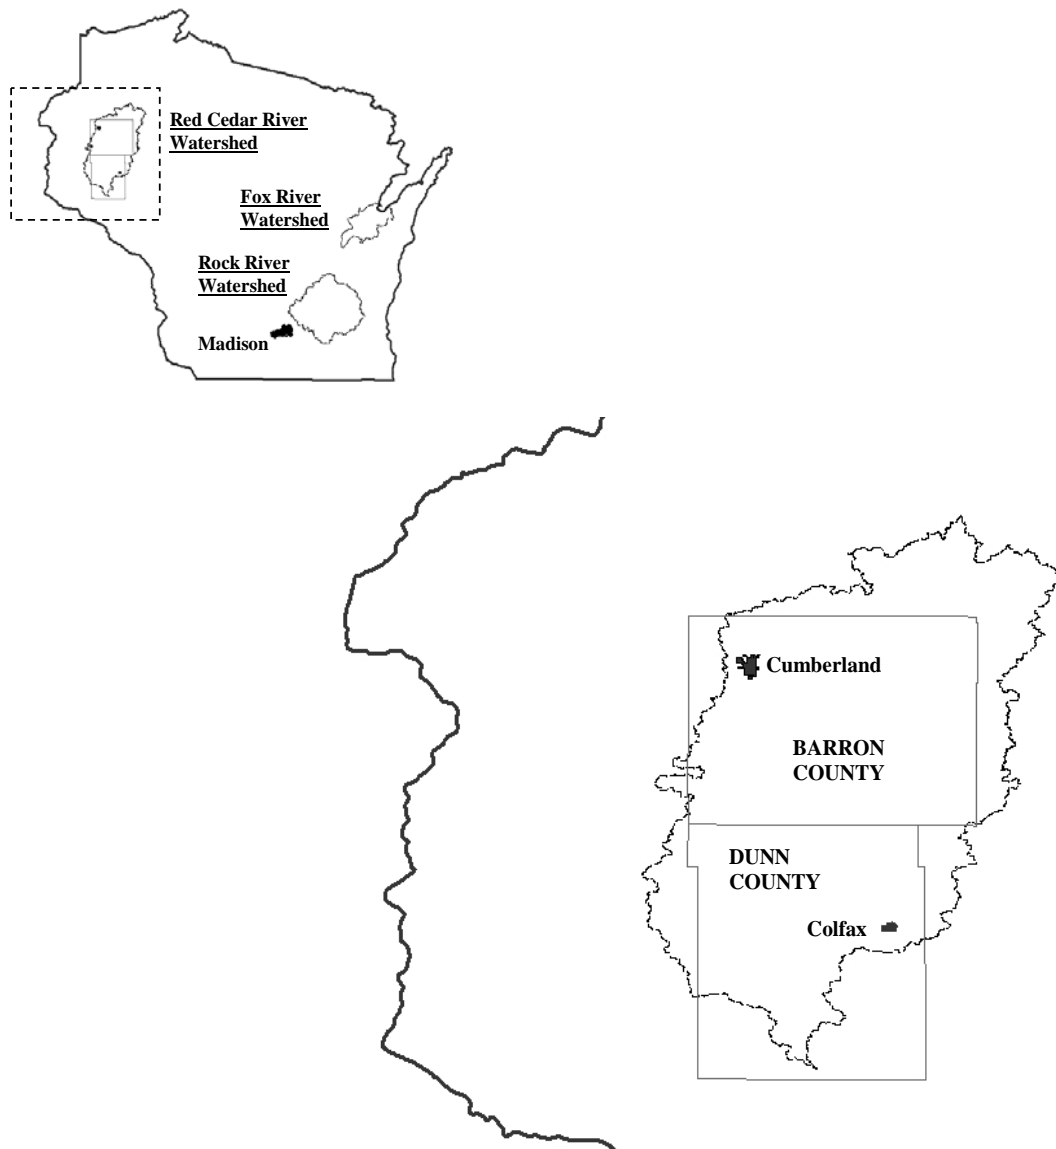 Red Cedar River
Watershed
Fox River
Watershed
Rock River
Watershed
Madison
Cumberland
BARRON
COUNTY
DUNN
COUNTY
Colfax